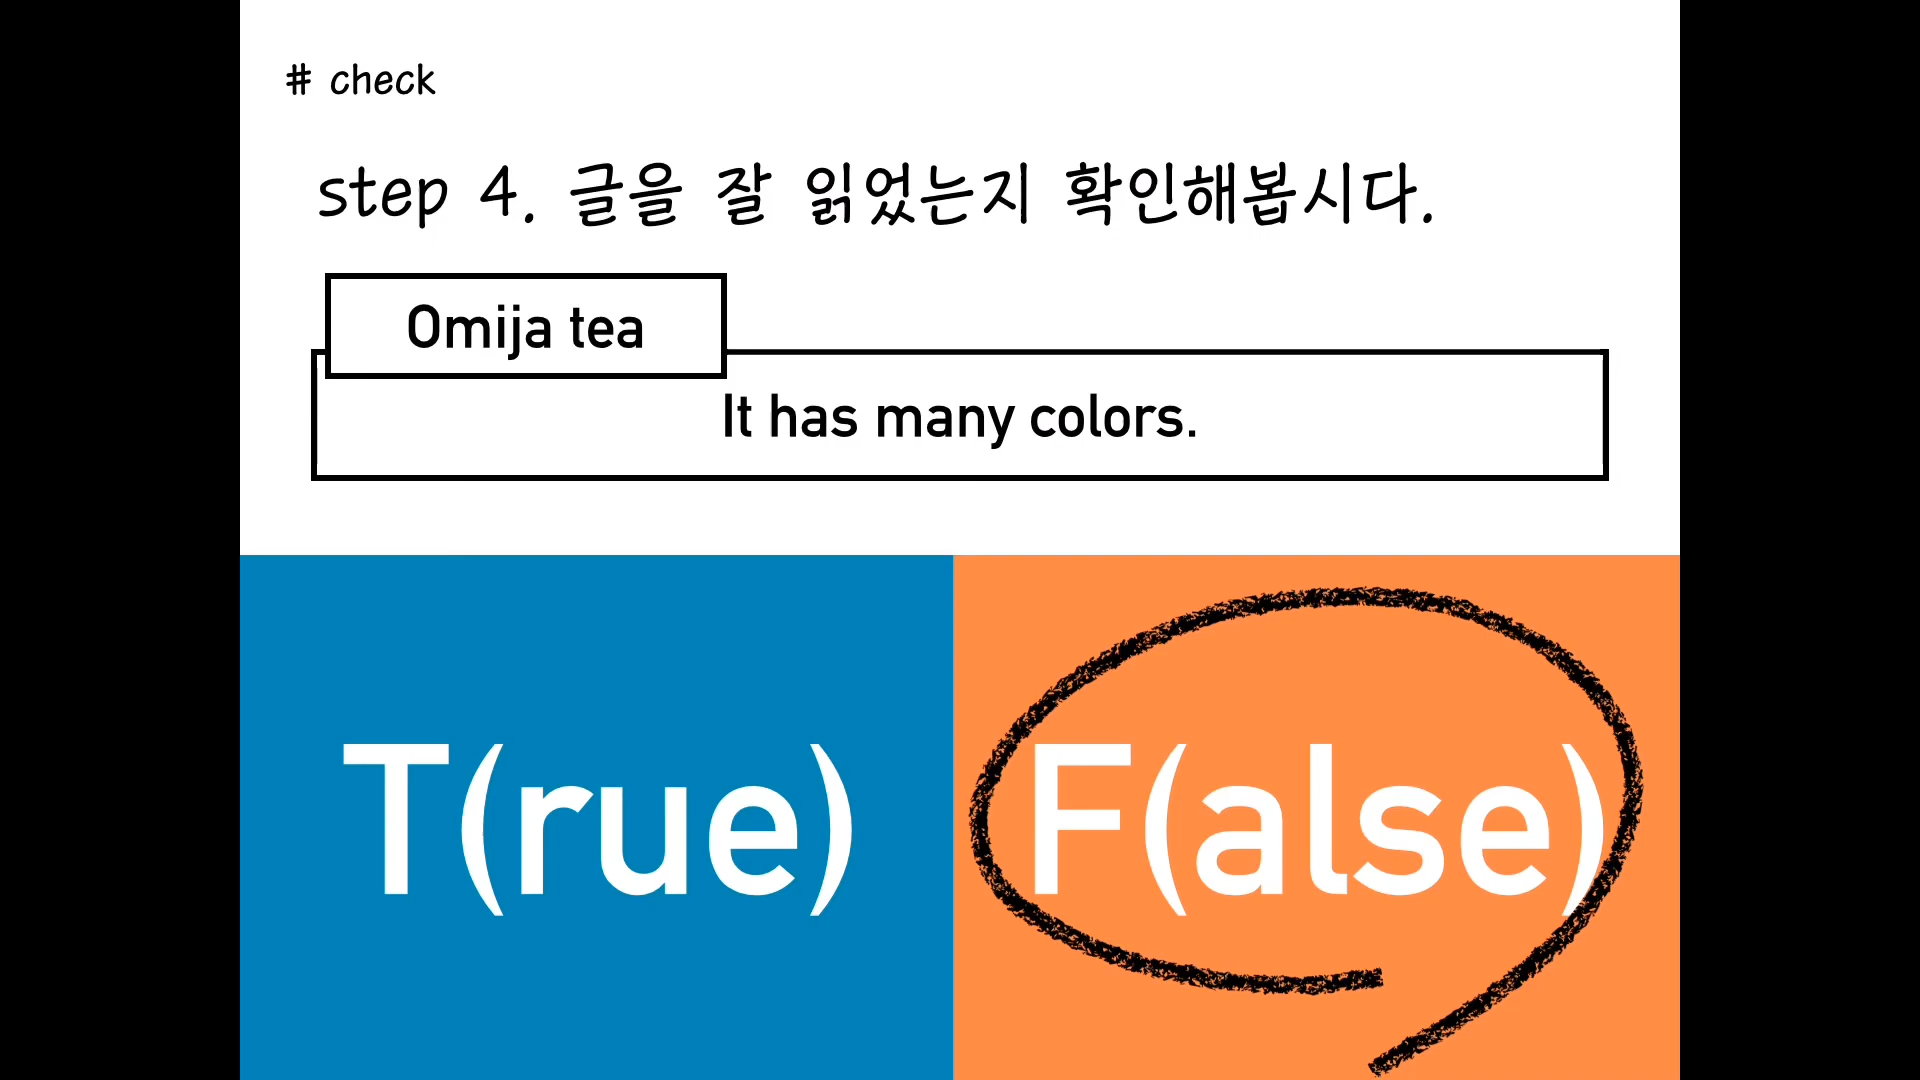 # check
step 4. 글을 잘 읽었는지 확인해봅시다.
Omija tea
It has many colors.
T(rue)
F(alse)